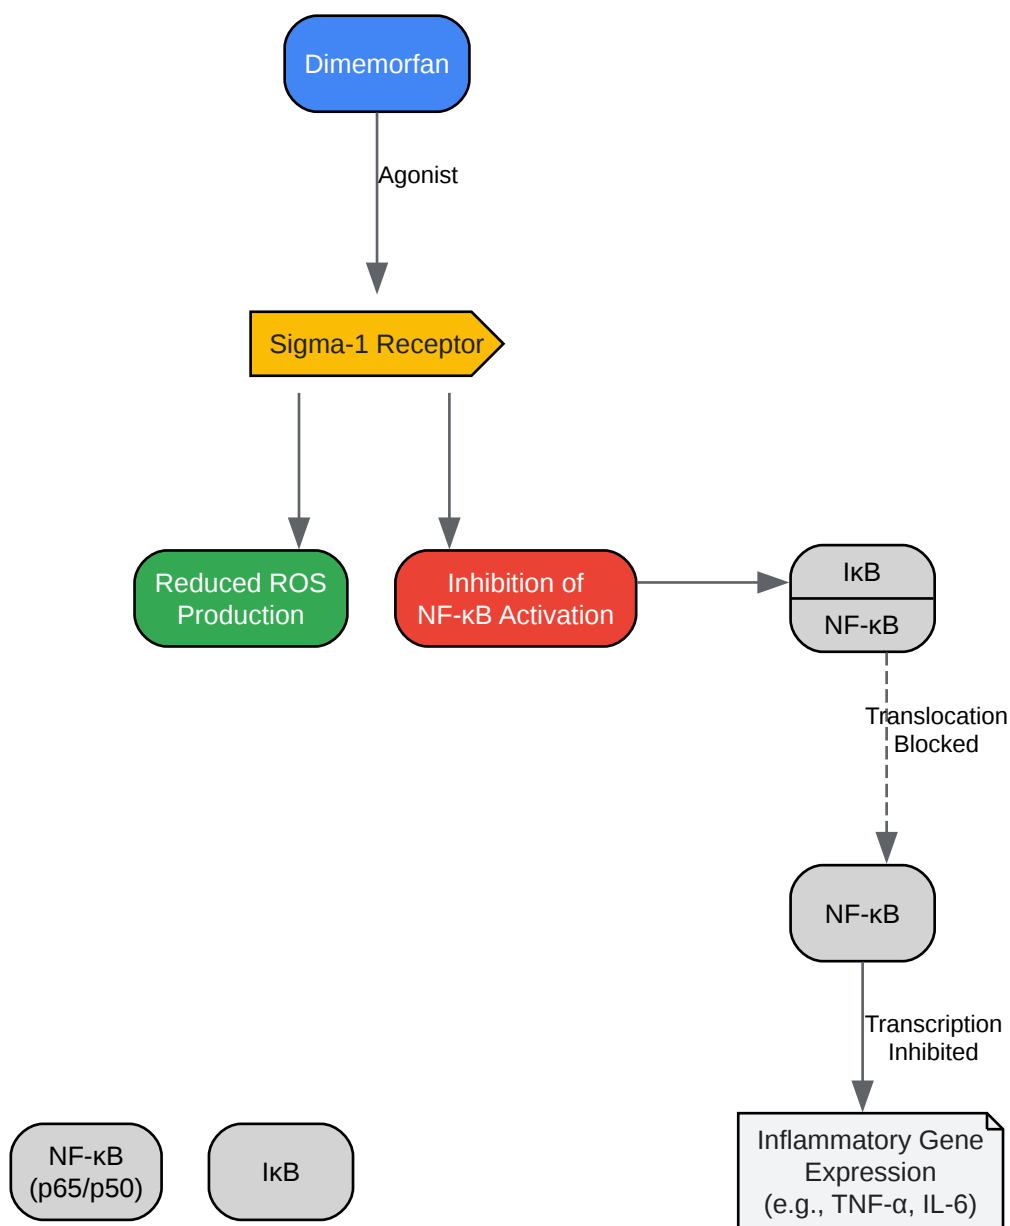 Dimemorfan
Agonist
Sigma-1 Receptor
Reduced ROS
Production
Inhibition of
NF-κB Activation
IκB
NF-κB
Translocation
Blocked
NF-κB
Transcription
Inhibited
Inflammatory Gene
Expression
(e.g., TNF-α, IL-6)
NF-κB
(p65/p50)
IκB